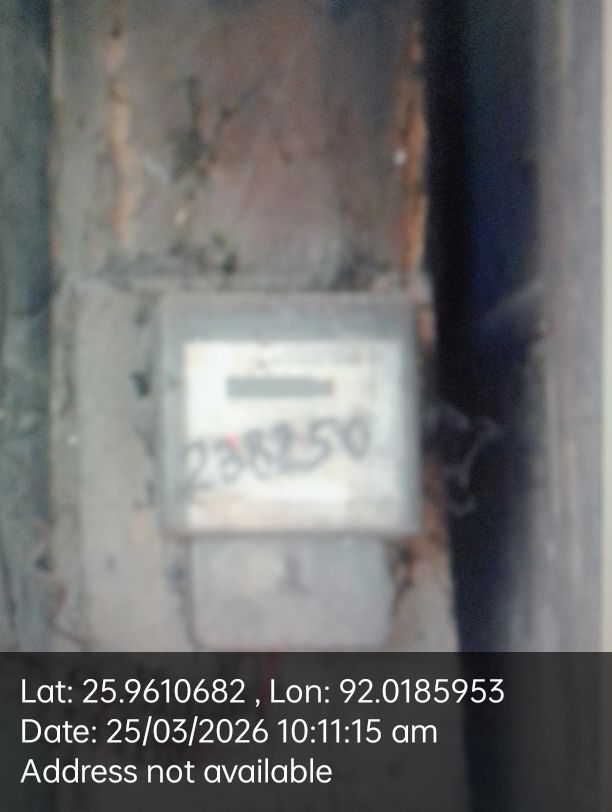 238250
Lat: 25.9610682 , Lon: 92.0185953
Date: 25/03/2026 10:11:15 am
Address not available